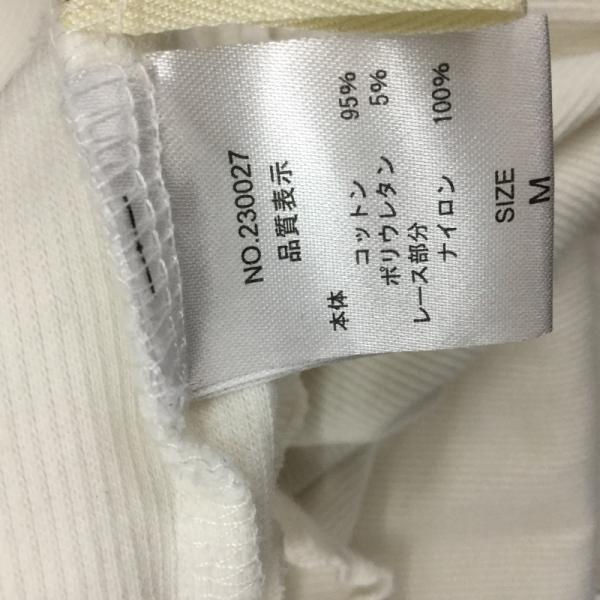 NO.230027
品質表示
本体
コットン 95%
ポリウレタン 5%
レース部分
ナイロン 100%
SIZE
M